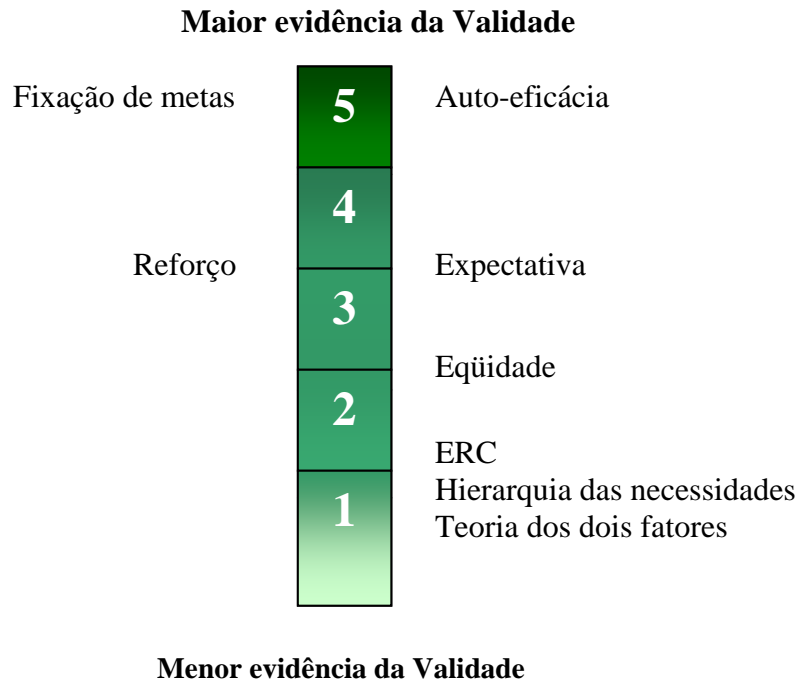 Maior evidência da Validade
Fixação de metas 5 Auto-eficácia
4
Reforço Expectativa
3
Eqüidade
2
ERC
Hierarquia das necessidades
1
Teoria dos dois fatores
Menor evidência da Validade